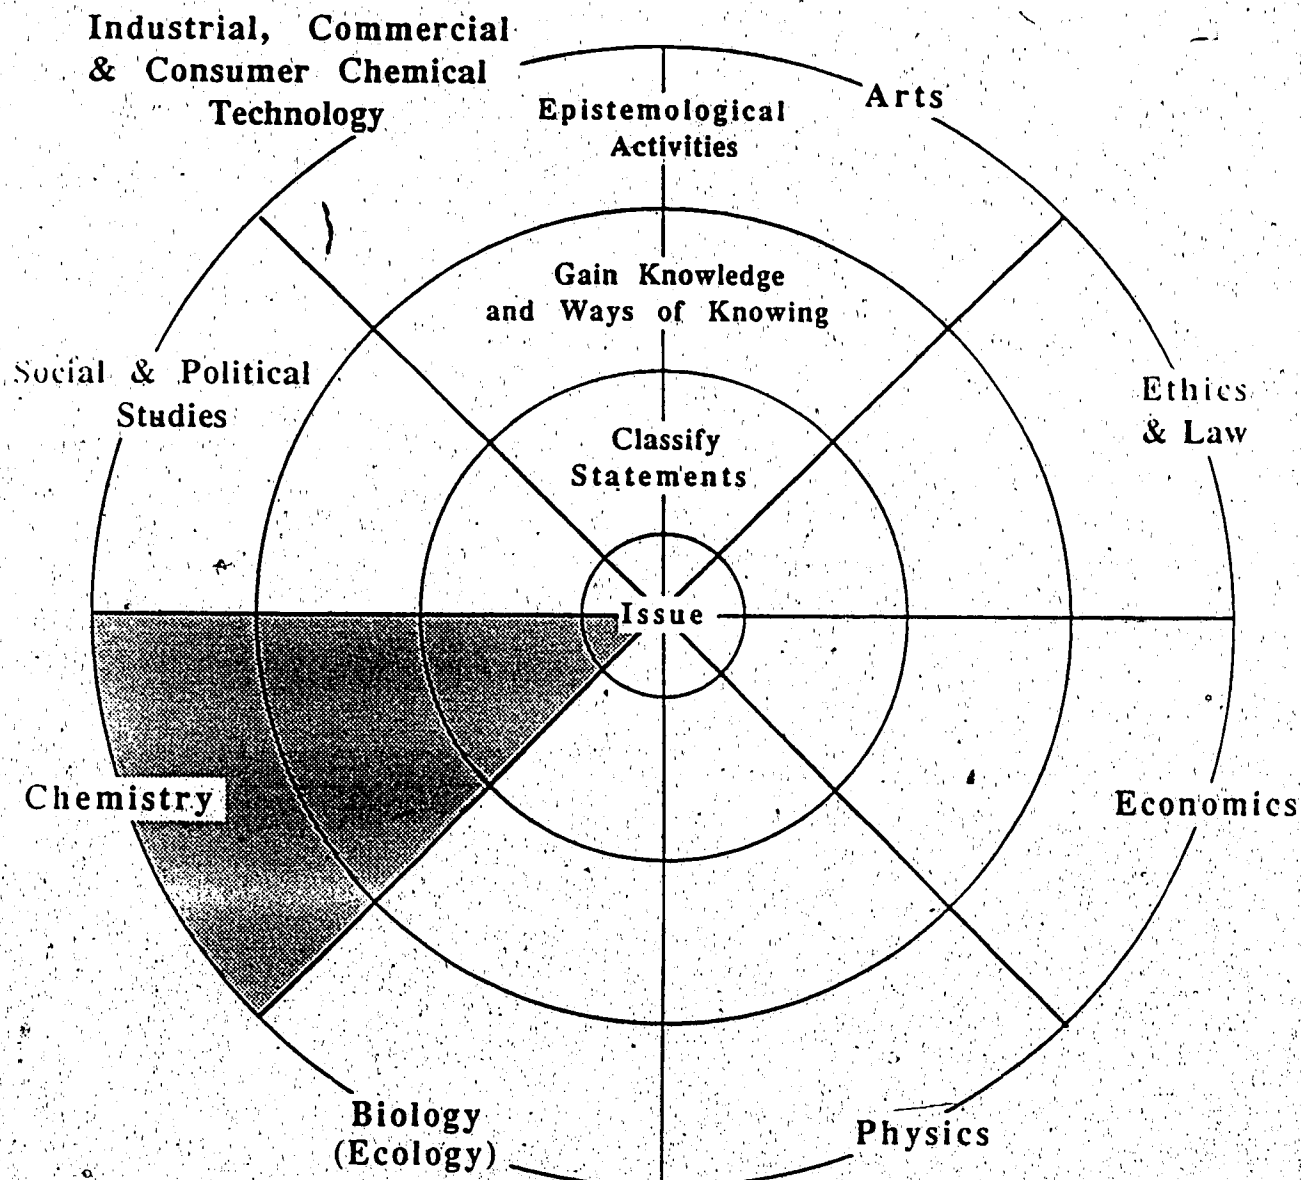 Industrial, Commercial
& Consumer Chemical
Technology
Arts
Epistemological
Activities
Gain Knowledge
and Ways of Knowing
Social & Political
Studies
Ethics
& Law
Classify
Statements
Issue
Chemistry
Economics
Biology
(Ecology)
Physics